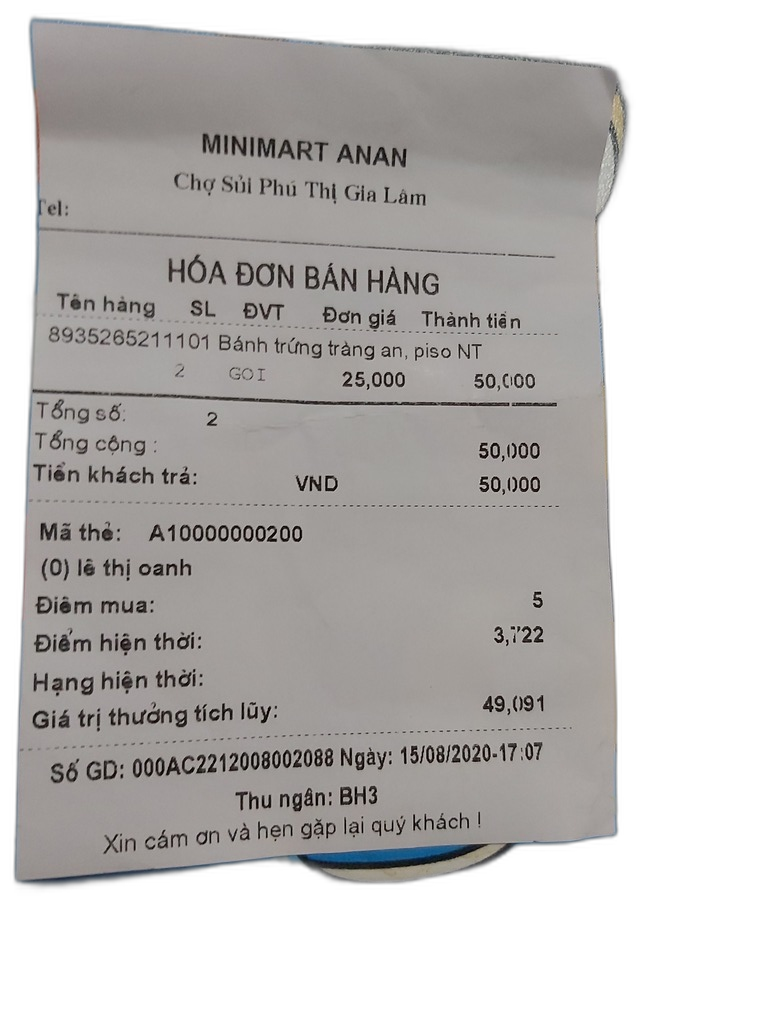 MINIMART ANAN
Chợ Sủi Phú Thị Gia Lâm
Tel:
HÓA ĐƠN BÁN HÀNG
Tên hàng SL ĐVT Đơn giá Thành tiền
8935265211101 Bánh trứng tràng an, piso NT
2 GOI 25,000 50,000
Tổng số: 2
Tổng cộng : 50,000
Tiền khách trả: VND 50,000
Mã thẻ: A10000000200
(0) lê thị oanh
Điểm mua: 5
Điểm hiện thời: 3,722
Hạng hiện thời:
Giá trị thưởng tích lũy: 49,091
Số GD: 000AC2212008002088 Ngày: 15/08/2020-17:07
Thu ngân: BH3
Xin cám ơn và hẹn gặp lại quý khách !